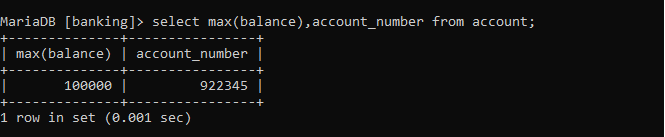 MariaDB [banking]> select max(balance),account_number from account;
+--------------+----------------+
| max(balance) | account_number |
+--------------+----------------+
|       100000 |         922345 |
+--------------+----------------+
1 row in set (0.001 sec)